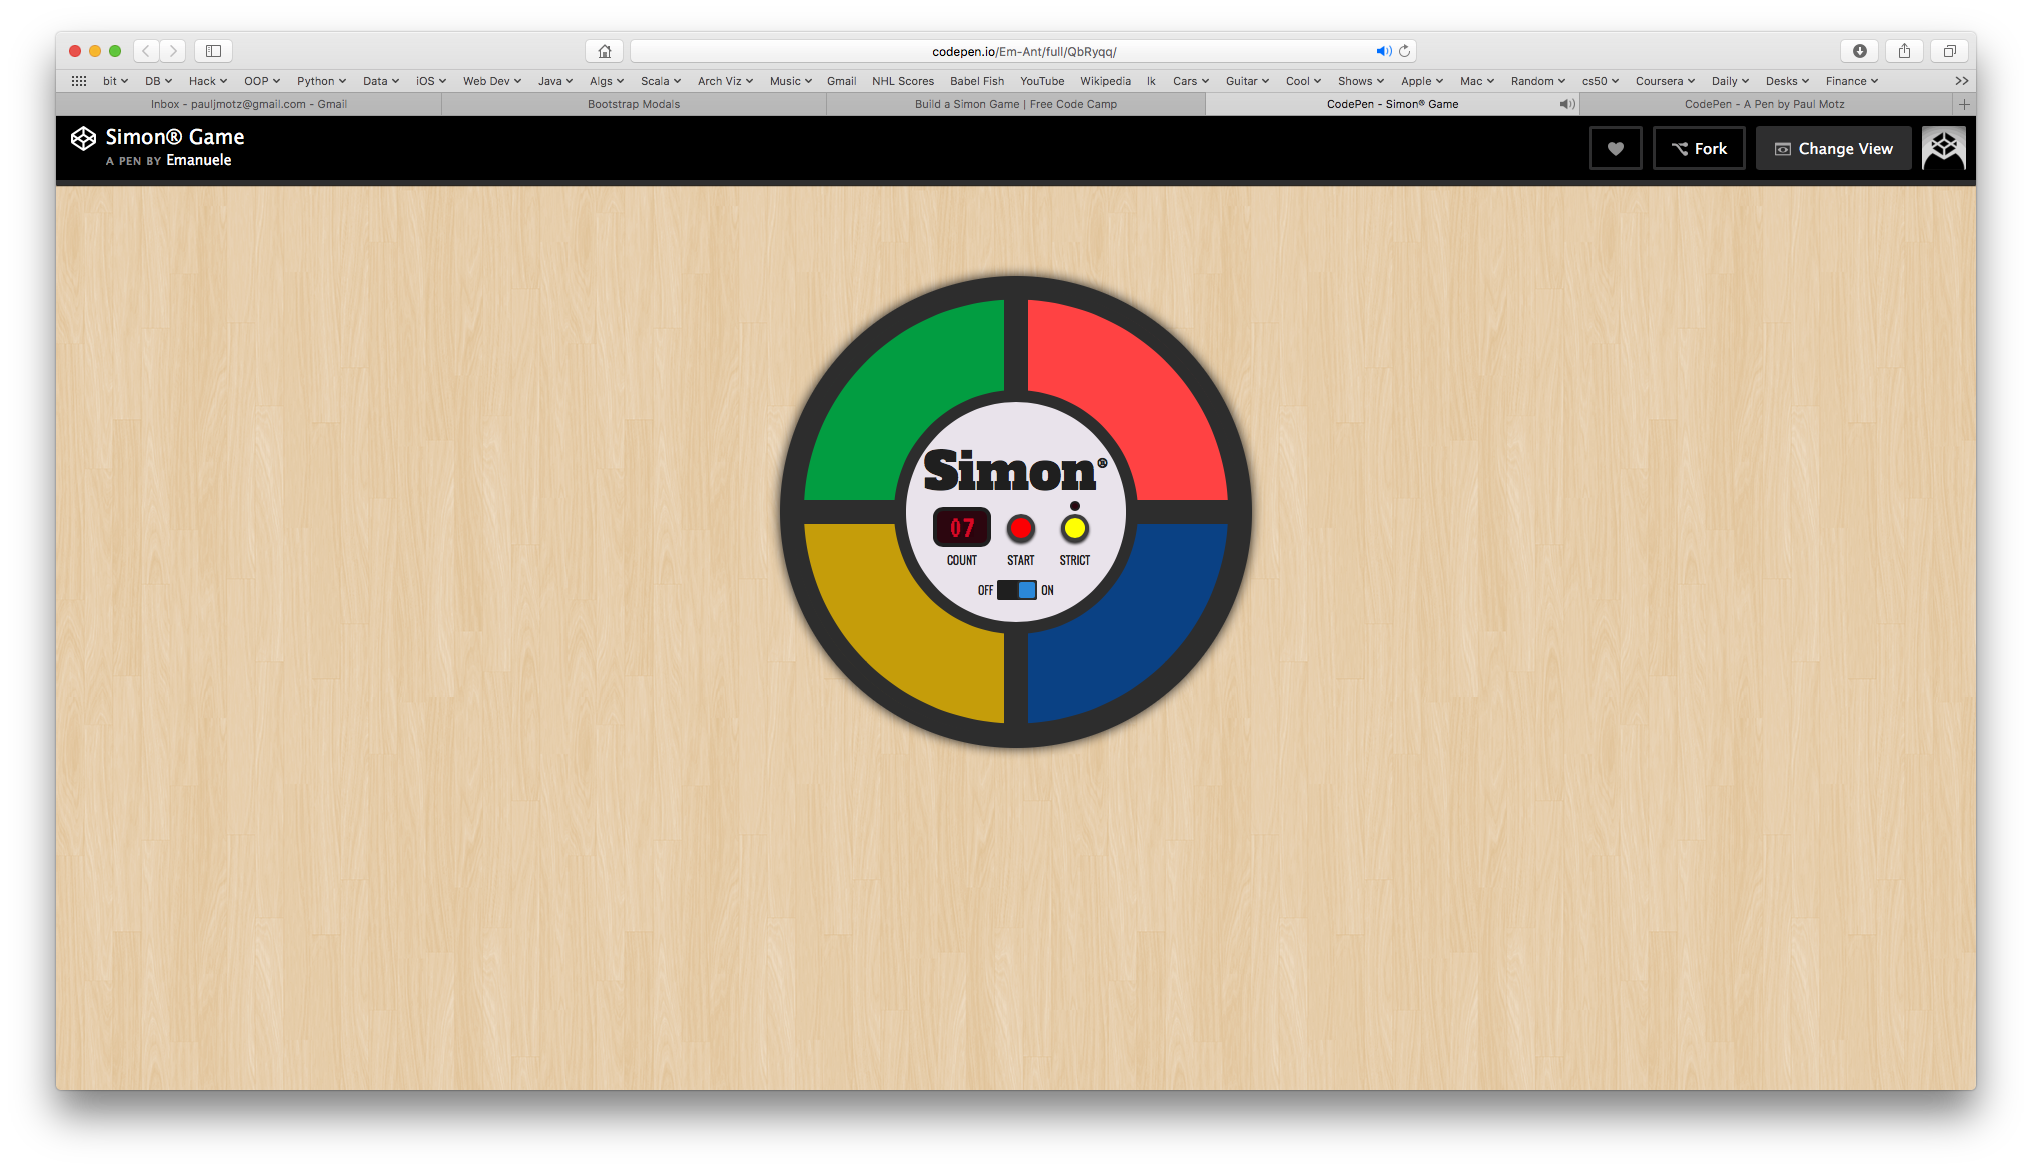 codepen.io/Em-Ant/full/QbRyqq/
bit DB Hack OOP Python Data iOS Web Dev Java Algs Scala Arch Viz Music Gmail NHL Scores Babel Fish YouTube Wikipedia lk Cars Guitar Cool Shows Apple Mac Random cs50 Coursera Daily Desks Finance
Inbox - pauljmotz@gmail.com - Gmail Bootstrap Modals Build a Simon Game | Free Code Camp CodePen - Simon® Game CodePen - A Pen by Paul Motz
Simon® Game
A PEN BY Emanuele
Fork Change View
Simon®
07
COUNT START STRICT
OFF ON